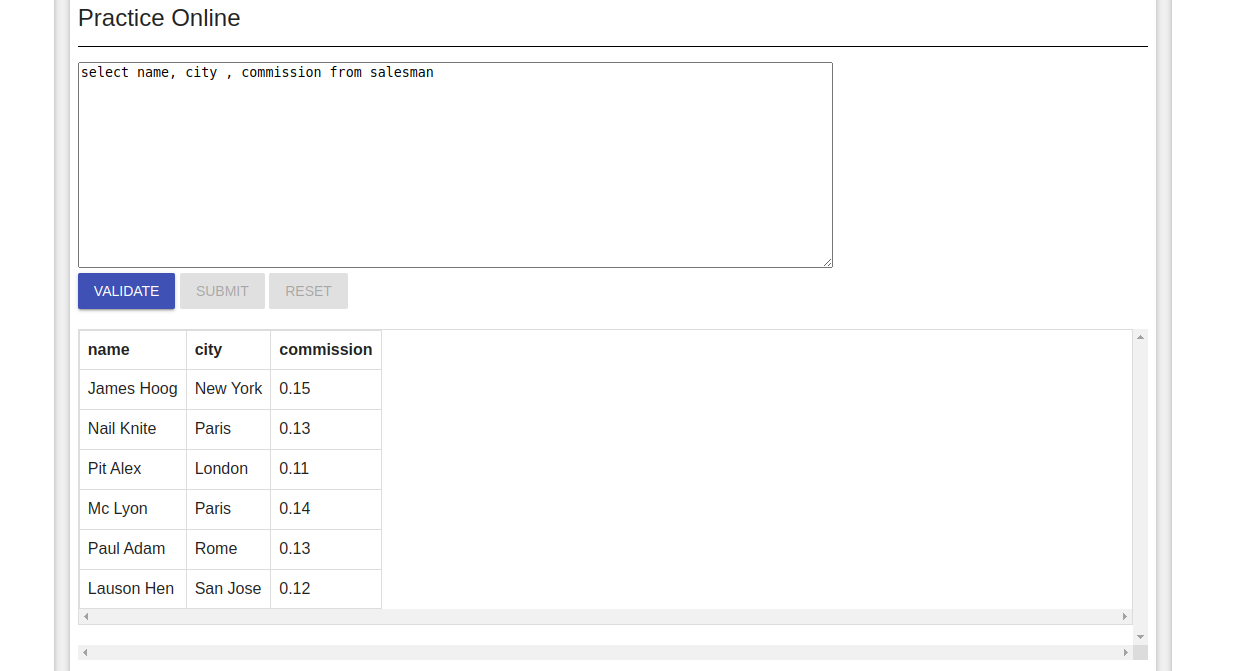 Practice Online
select name, city , commission from salesman
VALIDATE SUBMIT RESET
name city commission
James Hoog New York 0.15
Nail Knite Paris 0.13
Pit Alex London 0.11
Mc Lyon Paris 0.14
Paul Adam Rome 0.13
Lauson Hen San Jose 0.12